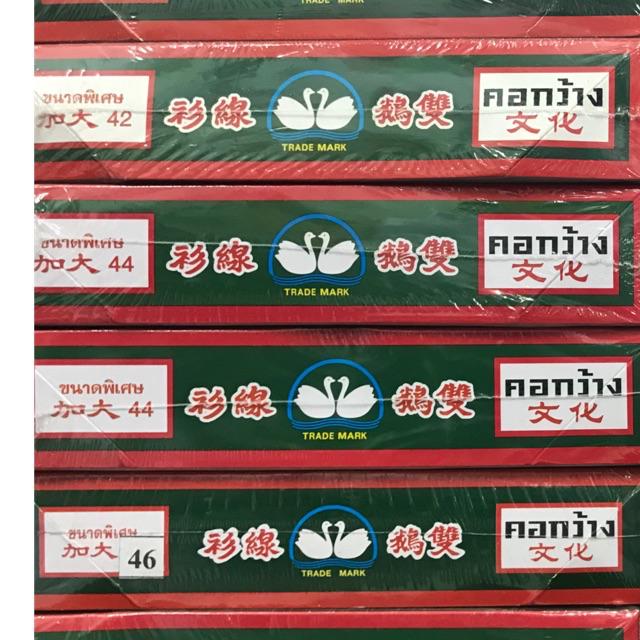 TRADE MARK
ขนาดพิเศษ
加大 42
衫線 鵝雙
TRADE MARK
คอกว้าง
文化
ขนาดพิเศษ
加大 44
衫線 鵝雙
TRADE MARK
คอกว้าง
文化
ขนาดพิเศษ
加大 44
衫線 鵝雙
TRADE MARK
คอกว้าง
文化
ขนาดพิเศษ
加大 46
衫線 鵝雙
TRADE MARK
คอกว้าง
文化